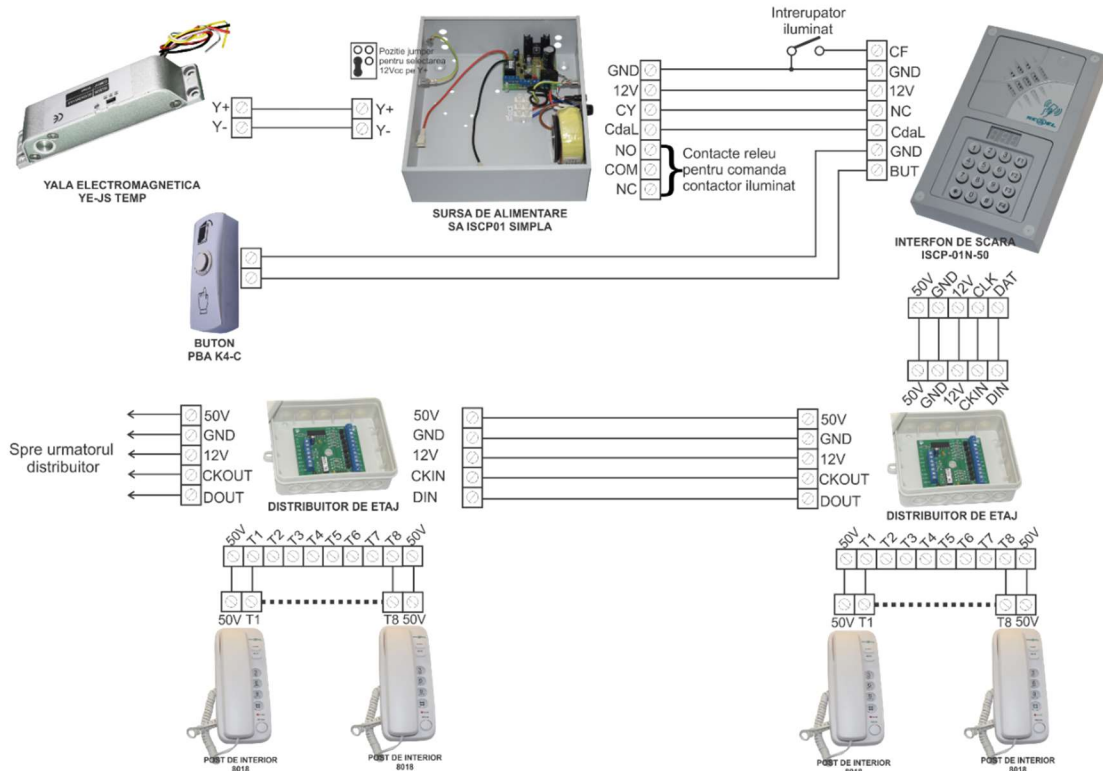 Intrerupator
iluminat
Pozitie jumper
pentru selectarea
12Vcc pe Y+
CF
GND
GND
12V
12V
CY
NC
CdaL
CdaL
NO
GND
COM
BUT
NC
Contacte releu
pentru comanda
contactor iluminat
Y+
Y+
Y-
Y-
YALA ELECTROMAGNETICA
YE-JS TEMP
SURSA DE ALIMENTARE
SA ISCP01 SIMPLA
INTERFON DE SCARA
ISCP-01N-50
BUTON
PBA K4-C
50V GND 12V CLK DAT
50V GND 12V CKIN DIN
Spre urmatorul
distribuitor
50V
GND
12V
CKOUT
DOUT
DISTRIBUITOR DE ETAJ
50V
GND
12V
CKIN
DIN
50V
GND
12V
CKOUT
DOUT
DISTRIBUITOR DE ETAJ
50V T1 T2 T3 T4 T5 T6 T7 T8 50V
50V T1 T8 50V
50V T1 T2 T3 T4 T5 T6 T7 T8 50V
50V T1 T8 50V
POST DE INTERIOR
8018
POST DE INTERIOR
8018
POST DE INTERIOR
8018
POST DE INTERIOR
8018